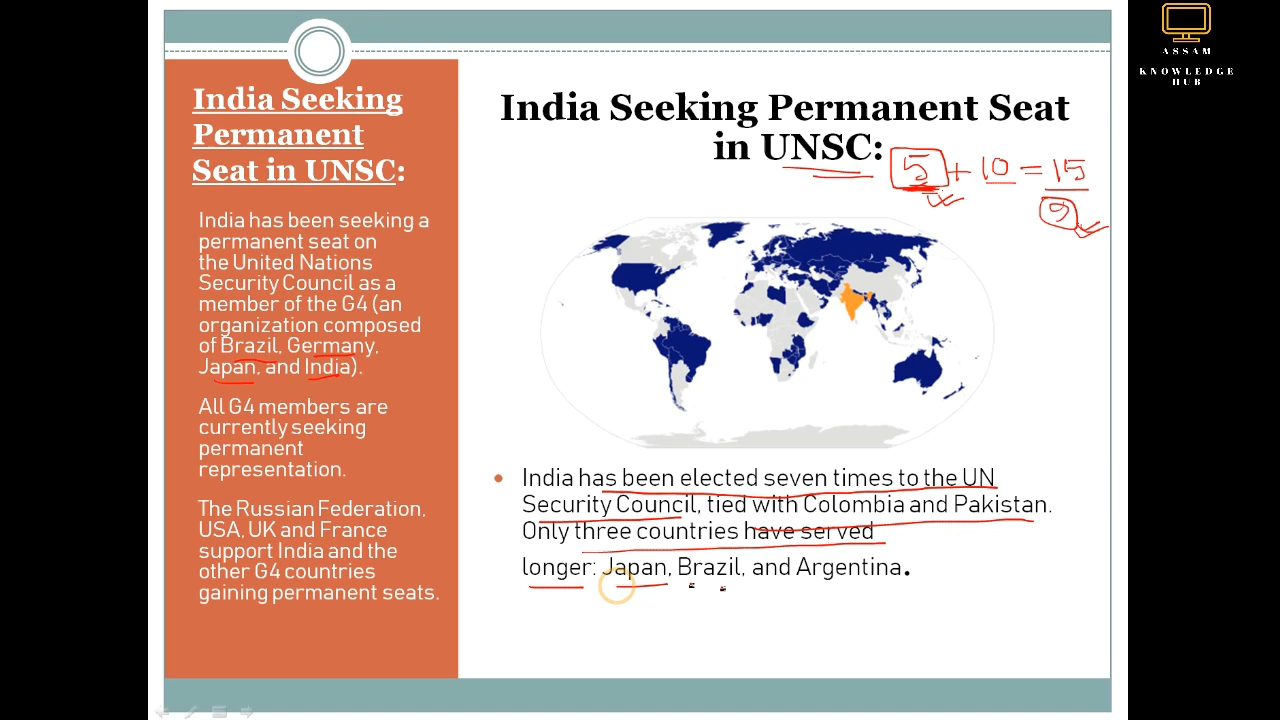 ASSAM
KNOWLEDGE
HUB
India Seeking
Permanent
Seat in UNSC:
India has been seeking a
permanent seat on
the United Nations
Security Council as a
member of the G4 (an
organization composed
of Brazil, Germany,
Japan, and India).
All G4 members are
currently seeking
permanent
representation.
The Russian Federation,
USA, UK and France
support India and the
other G4 countries
gaining permanent seats.
India Seeking Permanent Seat
in UNSC:
5 + 10 = 15
9
India has been elected seven times to the UN
Security Council, tied with Colombia and Pakistan.
Only three countries have served
longer: Japan, Brazil, and Argentina.